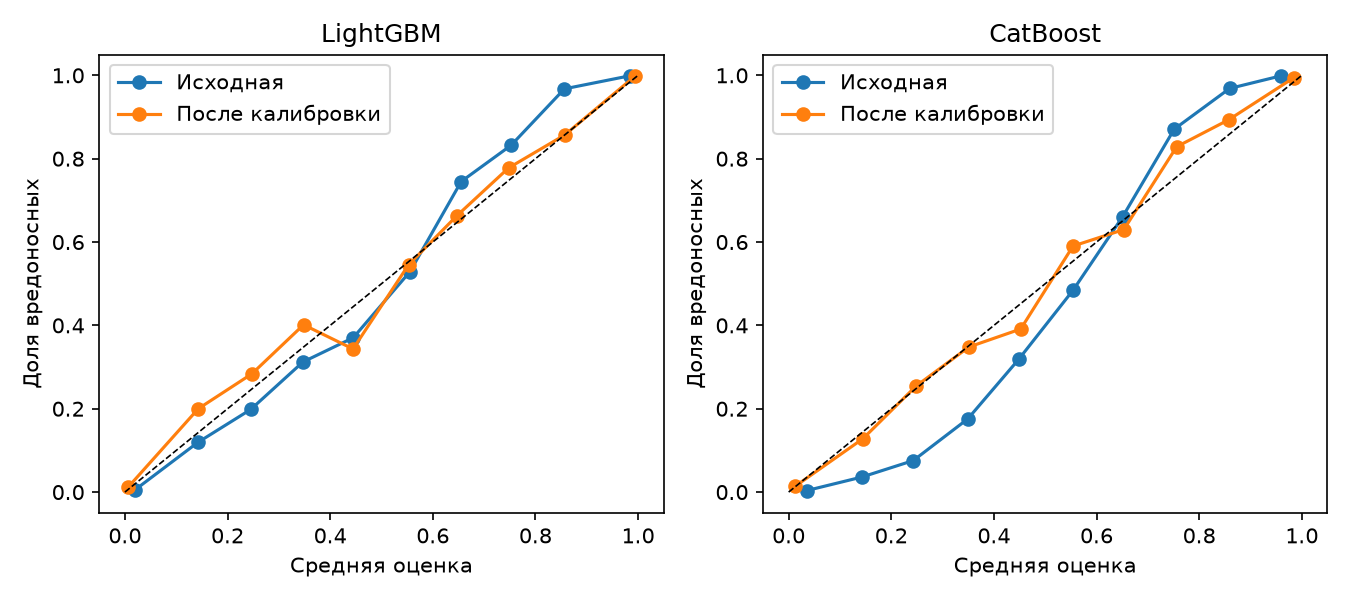 LightGBM
Исходная
После калибровки
Доля вредоносных
1.0
0.8
0.6
0.4
0.2
0.0
0.0 0.2 0.4 0.6 0.8 1.0
Средняя оценка
CatBoost
Исходная
После калибровки
Доля вредоносных
1.0
0.8
0.6
0.4
0.2
0.0
0.0 0.2 0.4 0.6 0.8 1.0
Средняя оценка